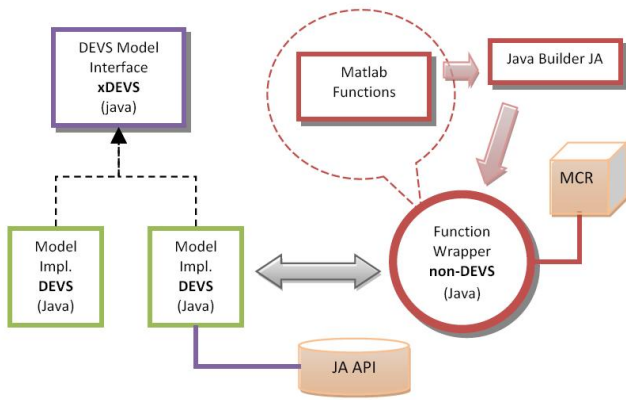 DEVS Model
Interface
xDEVS
(java)
Matlab
Functions
Java Builder JA
MCR
Model
Impl.
DEVS
(Java)
Model
Impl.
DEVS
(Java)
Function
Wrapper
non-DEVS
(Java)
JA API